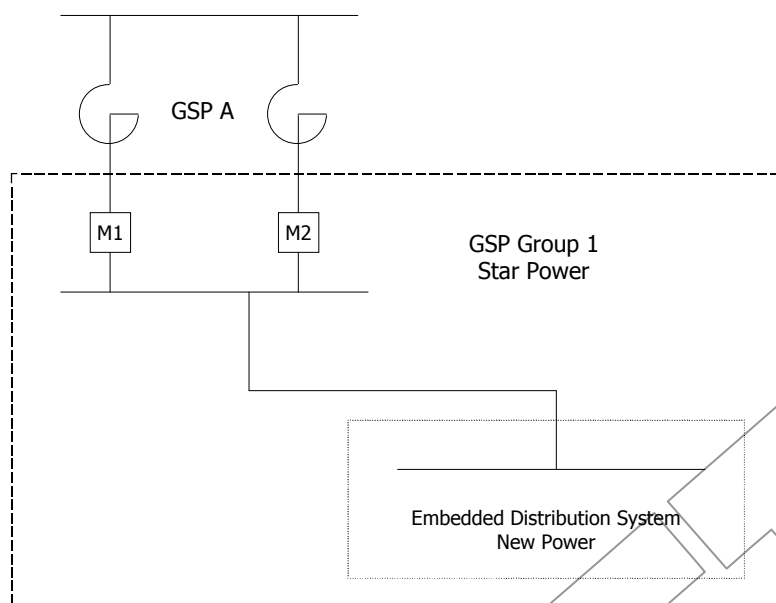 GSP A
M1
M2
GSP Group 1
Star Power
Embedded Distribution System
New Power